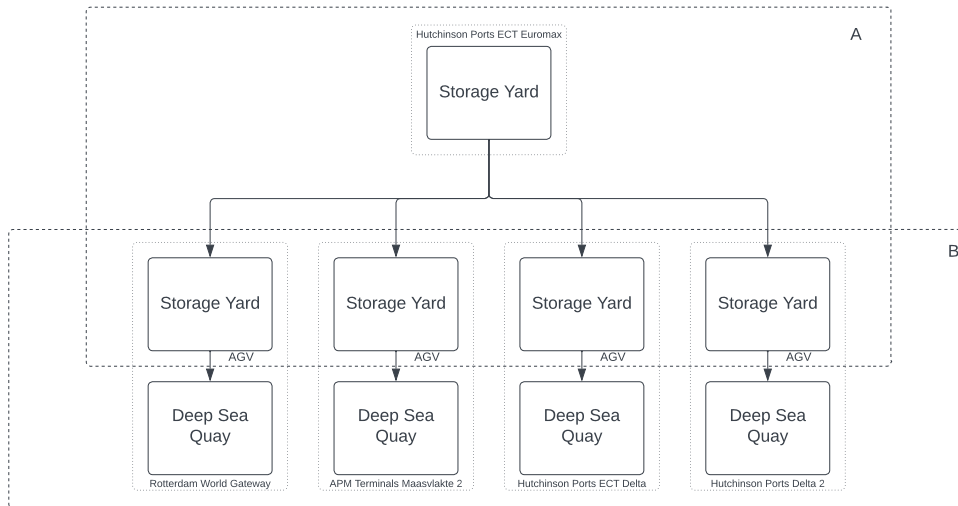 A
Hutchinson Ports ECT Euromax
Storage Yard
B
Storage Yard
Storage Yard
Storage Yard
Storage Yard
AGV
AGV
AGV
AGV
Deep Sea
Quay
Deep Sea
Quay
Deep Sea
Quay
Deep Sea
Quay
Rotterdam World Gateway
APM Terminals Maasvlakte 2
Hutchinson Ports ECT Delta
Hutchinson Ports Delta 2